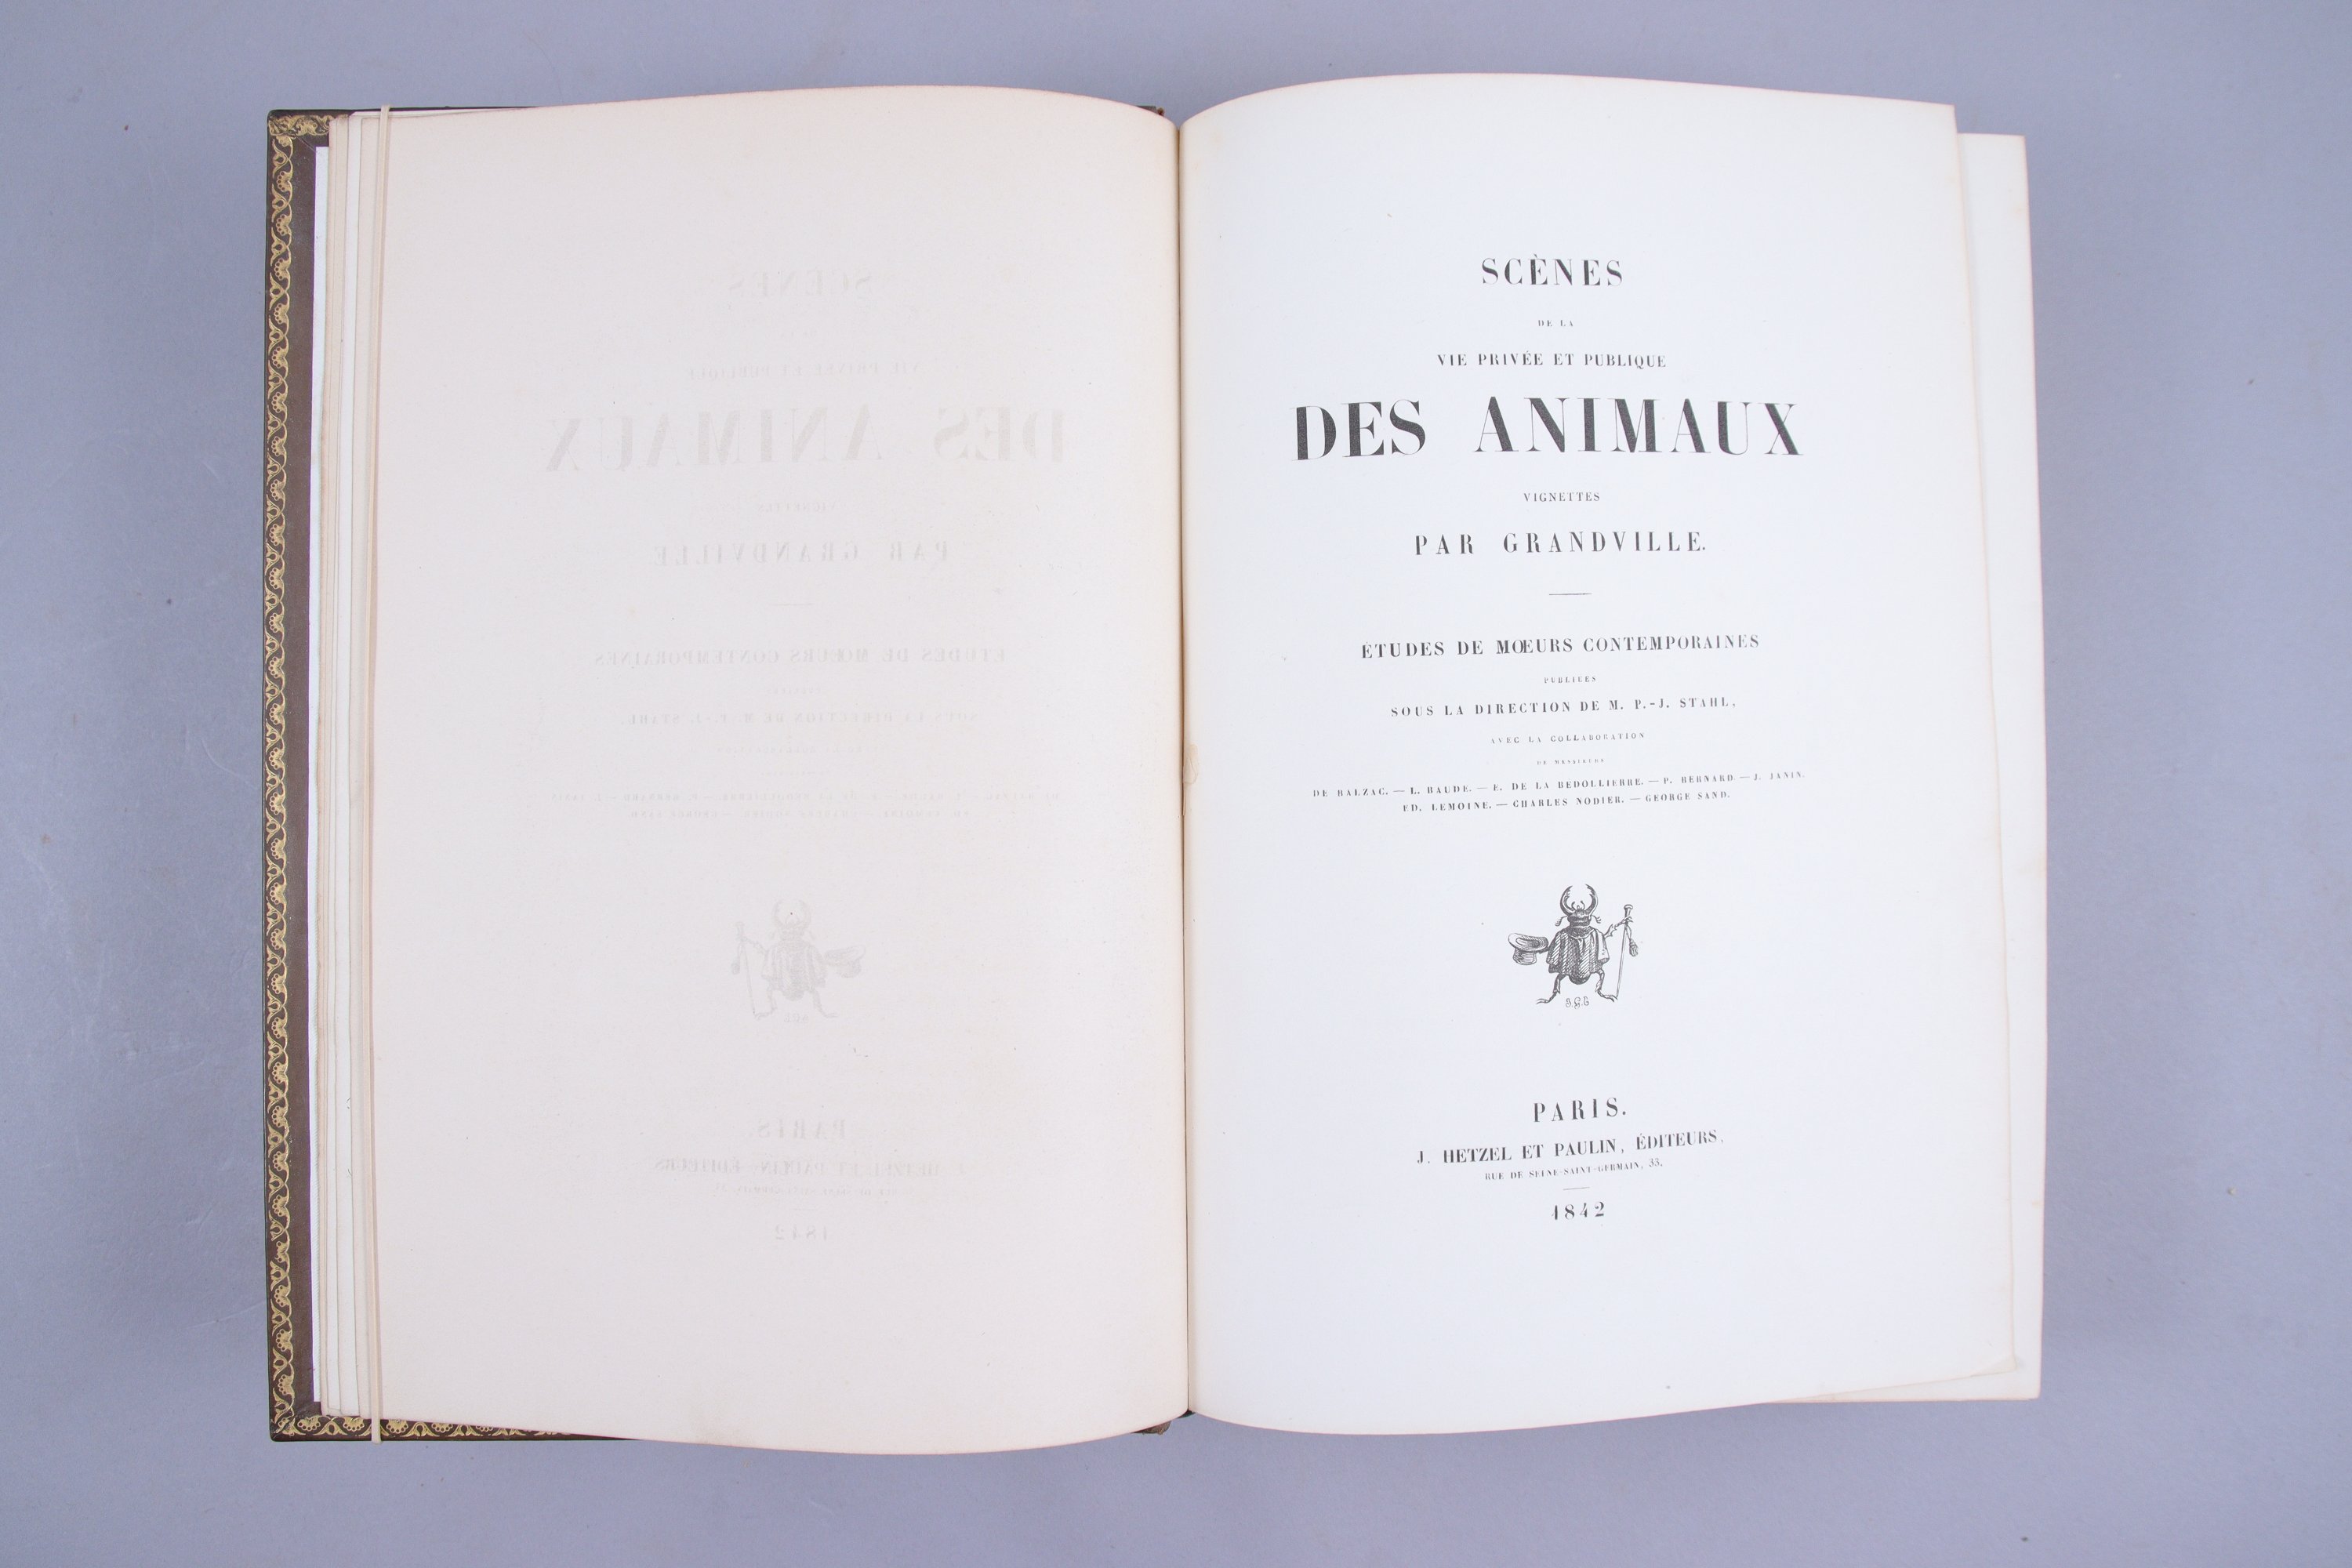 SCÈNES
DE LA
VIE PRIVÉE ET PUBLIQUE
DES ANIMAUX
VIGNETTES
PAR GRANDVILLE.
ÉTUDES DE MŒURS CONTEMPORAINES
PUBLIÉES
SOUS LA DIRECTION DE M. P.-J. STAHL,
AVEC LA COLLABORATION
DE MESSIEURS
DE BALZAC. — L. BAUDE. — E. DE LA BÉDOLLIERRE. — P. BERNARD. — J. JANIN.
ED. LEMOINE. — CHARLES NODIER. — GEORGE SAND.
PARIS.
J. HETZEL ET PAULIN, ÉDITEURS,
RUE DE SEINE-SAINT-GERMAIN, 33.
1842